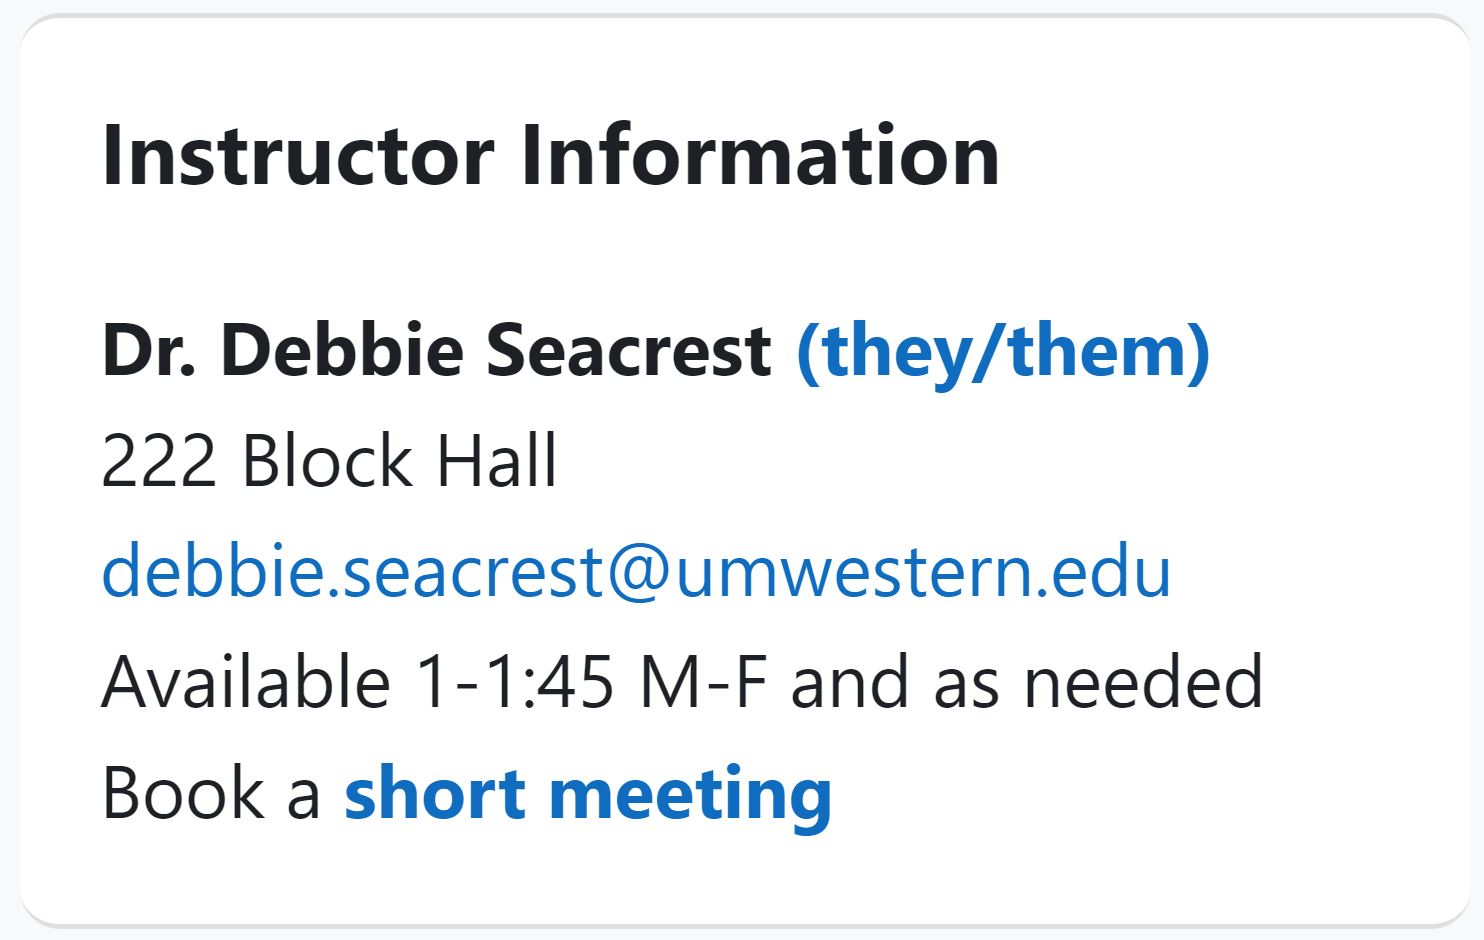 Instructor Information
Dr. Debbie Seacrest (they/them)
222 Block Hall
debbie.seacrest@umwestern.edu
Available 1-1:45 M-F and as needed
Book a short meeting